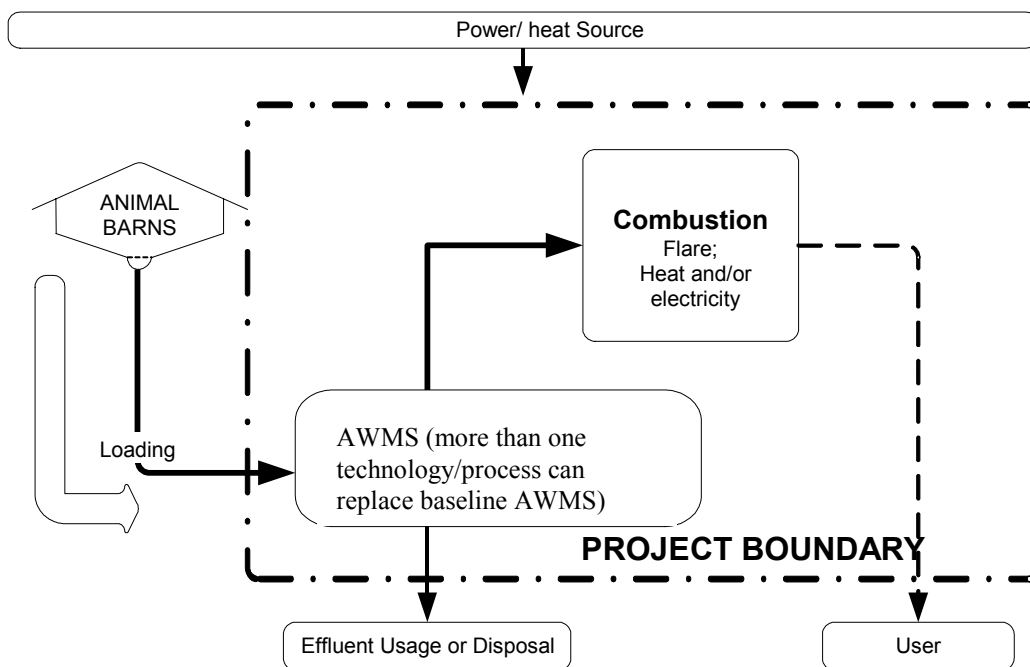 Power/ heat Source
ANIMAL
BARNS
Combustion
Flare;
Heat and/or
electricity
Loading
AWMS (more than one
technology/process can
replace baseline AWMS)
PROJECT BOUNDARY
Effluent Usage or Disposal
User